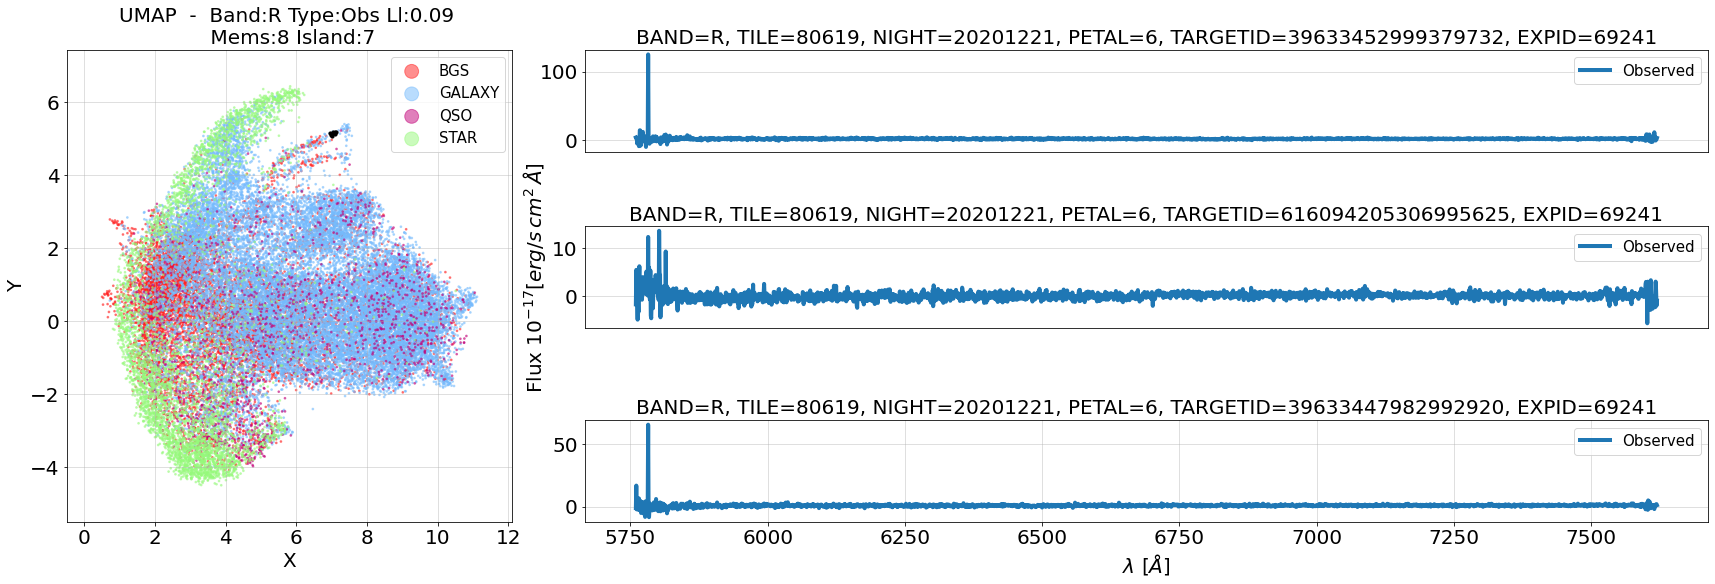 UMAP  -  Band:R Type:Obs Ll:0.09
Mems:8 Island:7
BGS
GALAXY
QSO
STAR
6
4
2
0
−2
−4
Y
0 2 4 6 8 10 12
X
BAND=R, TILE=80619, NIGHT=20201221, PETAL=6, TARGETID=39633452999379732, EXPID=69241
Observed
100
0
BAND=R, TILE=80619, NIGHT=20201221, PETAL=6, TARGETID=616094205306995625, EXPID=69241
Observed
10
0
Flux 10⁻¹⁷[erg/s cm² Å]
BAND=R, TILE=80619, NIGHT=20201221, PETAL=6, TARGETID=39633447982992920, EXPID=69241
Observed
50
0
5750 6000 6250 6500 6750 7000 7250 7500
λ [Å]